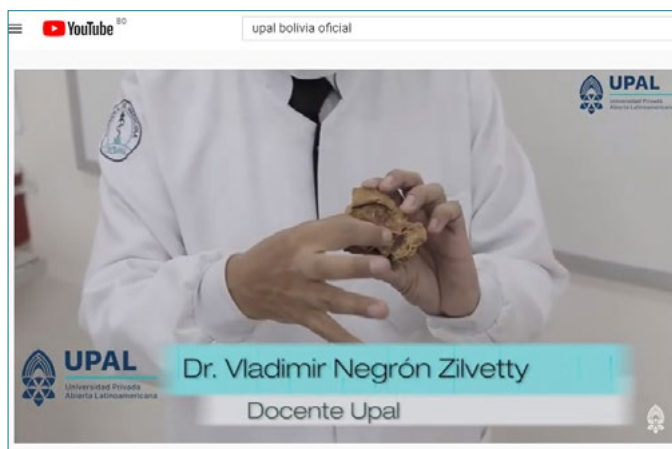 YouTube BO
upal bolivia oficial
UPAL
Universidad Privada
Abierta Latinoamericana
UPAL
Universidad Privada
Abierta Latinoamericana
Dr. Vladimir Negrón Zilvetty
Docente Upal